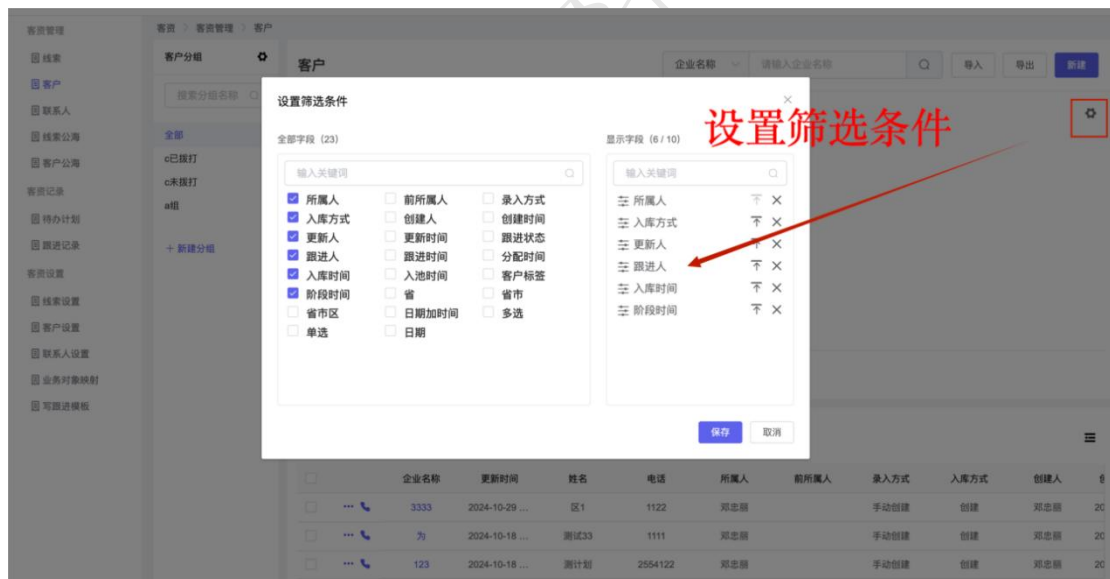 客资管理
线索
客户
联系人
线索公海
客户公海
客资记录
待办计划
跟进记录
客资设置
线索设置
客户设置
联系人设置
业务对象映射
写跟进模板
客资 > 客资管理 > 客户
客户分组
搜索分组名称
全部
c已拨打
c未拨打
a组
+ 新建分组
客户
企业名称
请输入企业名称
导入
导出
新建
设置筛选条件
设置筛选条件
全部字段（23）
输入关键词
所属人 前所属人 录入方式
入库方式 创建人 创建时间
更新人 更新时间 跟进状态
跟进人 跟进时间 分配时间
入库时间 入池时间 客户标签
阶段时间 省 省市
省市区 日期加时间 多选
单选 日期
显示字段（6 / 10）
输入关键词
所属人
入库方式
更新人
跟进人
入库时间
阶段时间
保存
取消
企业名称 更新时间 姓名 电话 所属人 前所属人 录入方式 入库方式 创建人
3333 2024-10-29 ... 区1 1122 邓忠丽 手动创建 创建 邓忠丽 20
为 2024-10-18 ... 测试33 1111 邓忠丽 手动创建 创建 邓忠丽 20
123 2024-10-18 ... 测计划 2554122 邓忠丽 手动创建 创建 邓忠丽 20